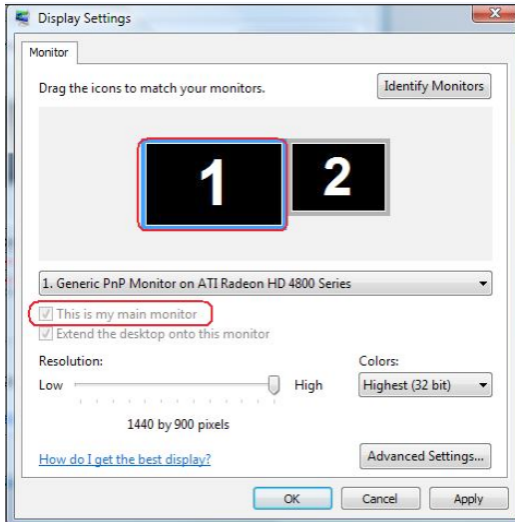 Display Settings
Monitor
Drag the icons to match your monitors.
Identify Monitors
1
2
1. Generic PnP Monitor on ATI Radeon HD 4800 Series
This is my main monitor
Extend the desktop onto this monitor
Resolution:
Colors:
Low
High
Highest (32 bit)
1440 by 900 pixels
How do I get the best display?
Advanced Settings...
OK
Cancel
Apply